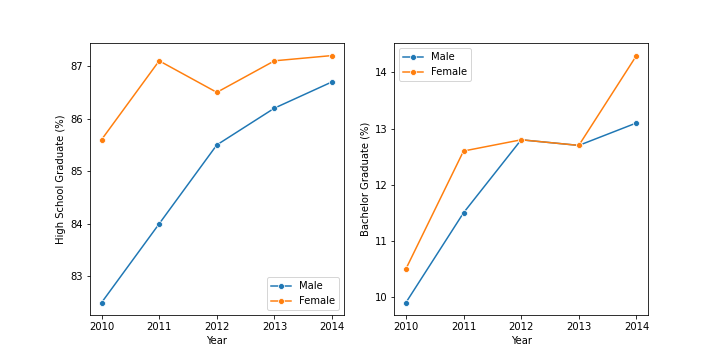 High School Graduate (%)
87
86
85
84
83
2010 2011 2012 2013 2014
Year
Male
Female
Bachelor Graduate (%)
14
13
12
11
10
2010 2011 2012 2013 2014
Year
Male
Female